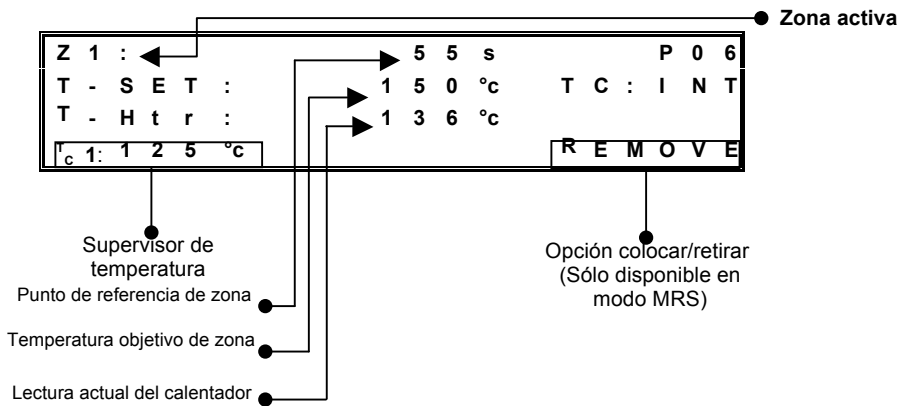 Zona activa
Z 1 : 5 5 s P 0 6
T - S E T : 1 5 0 °c T C : I N T
T - H t r : 1 3 6 °c
Tc 1: 1 2 5 °c R E M O V E
Supervisor de
temperatura
Opción colocar/retirar
(Sólo disponible en
modo MRS)
Punto de referencia de zona
Temperatura objetivo de zona
Lectura actual del calentador